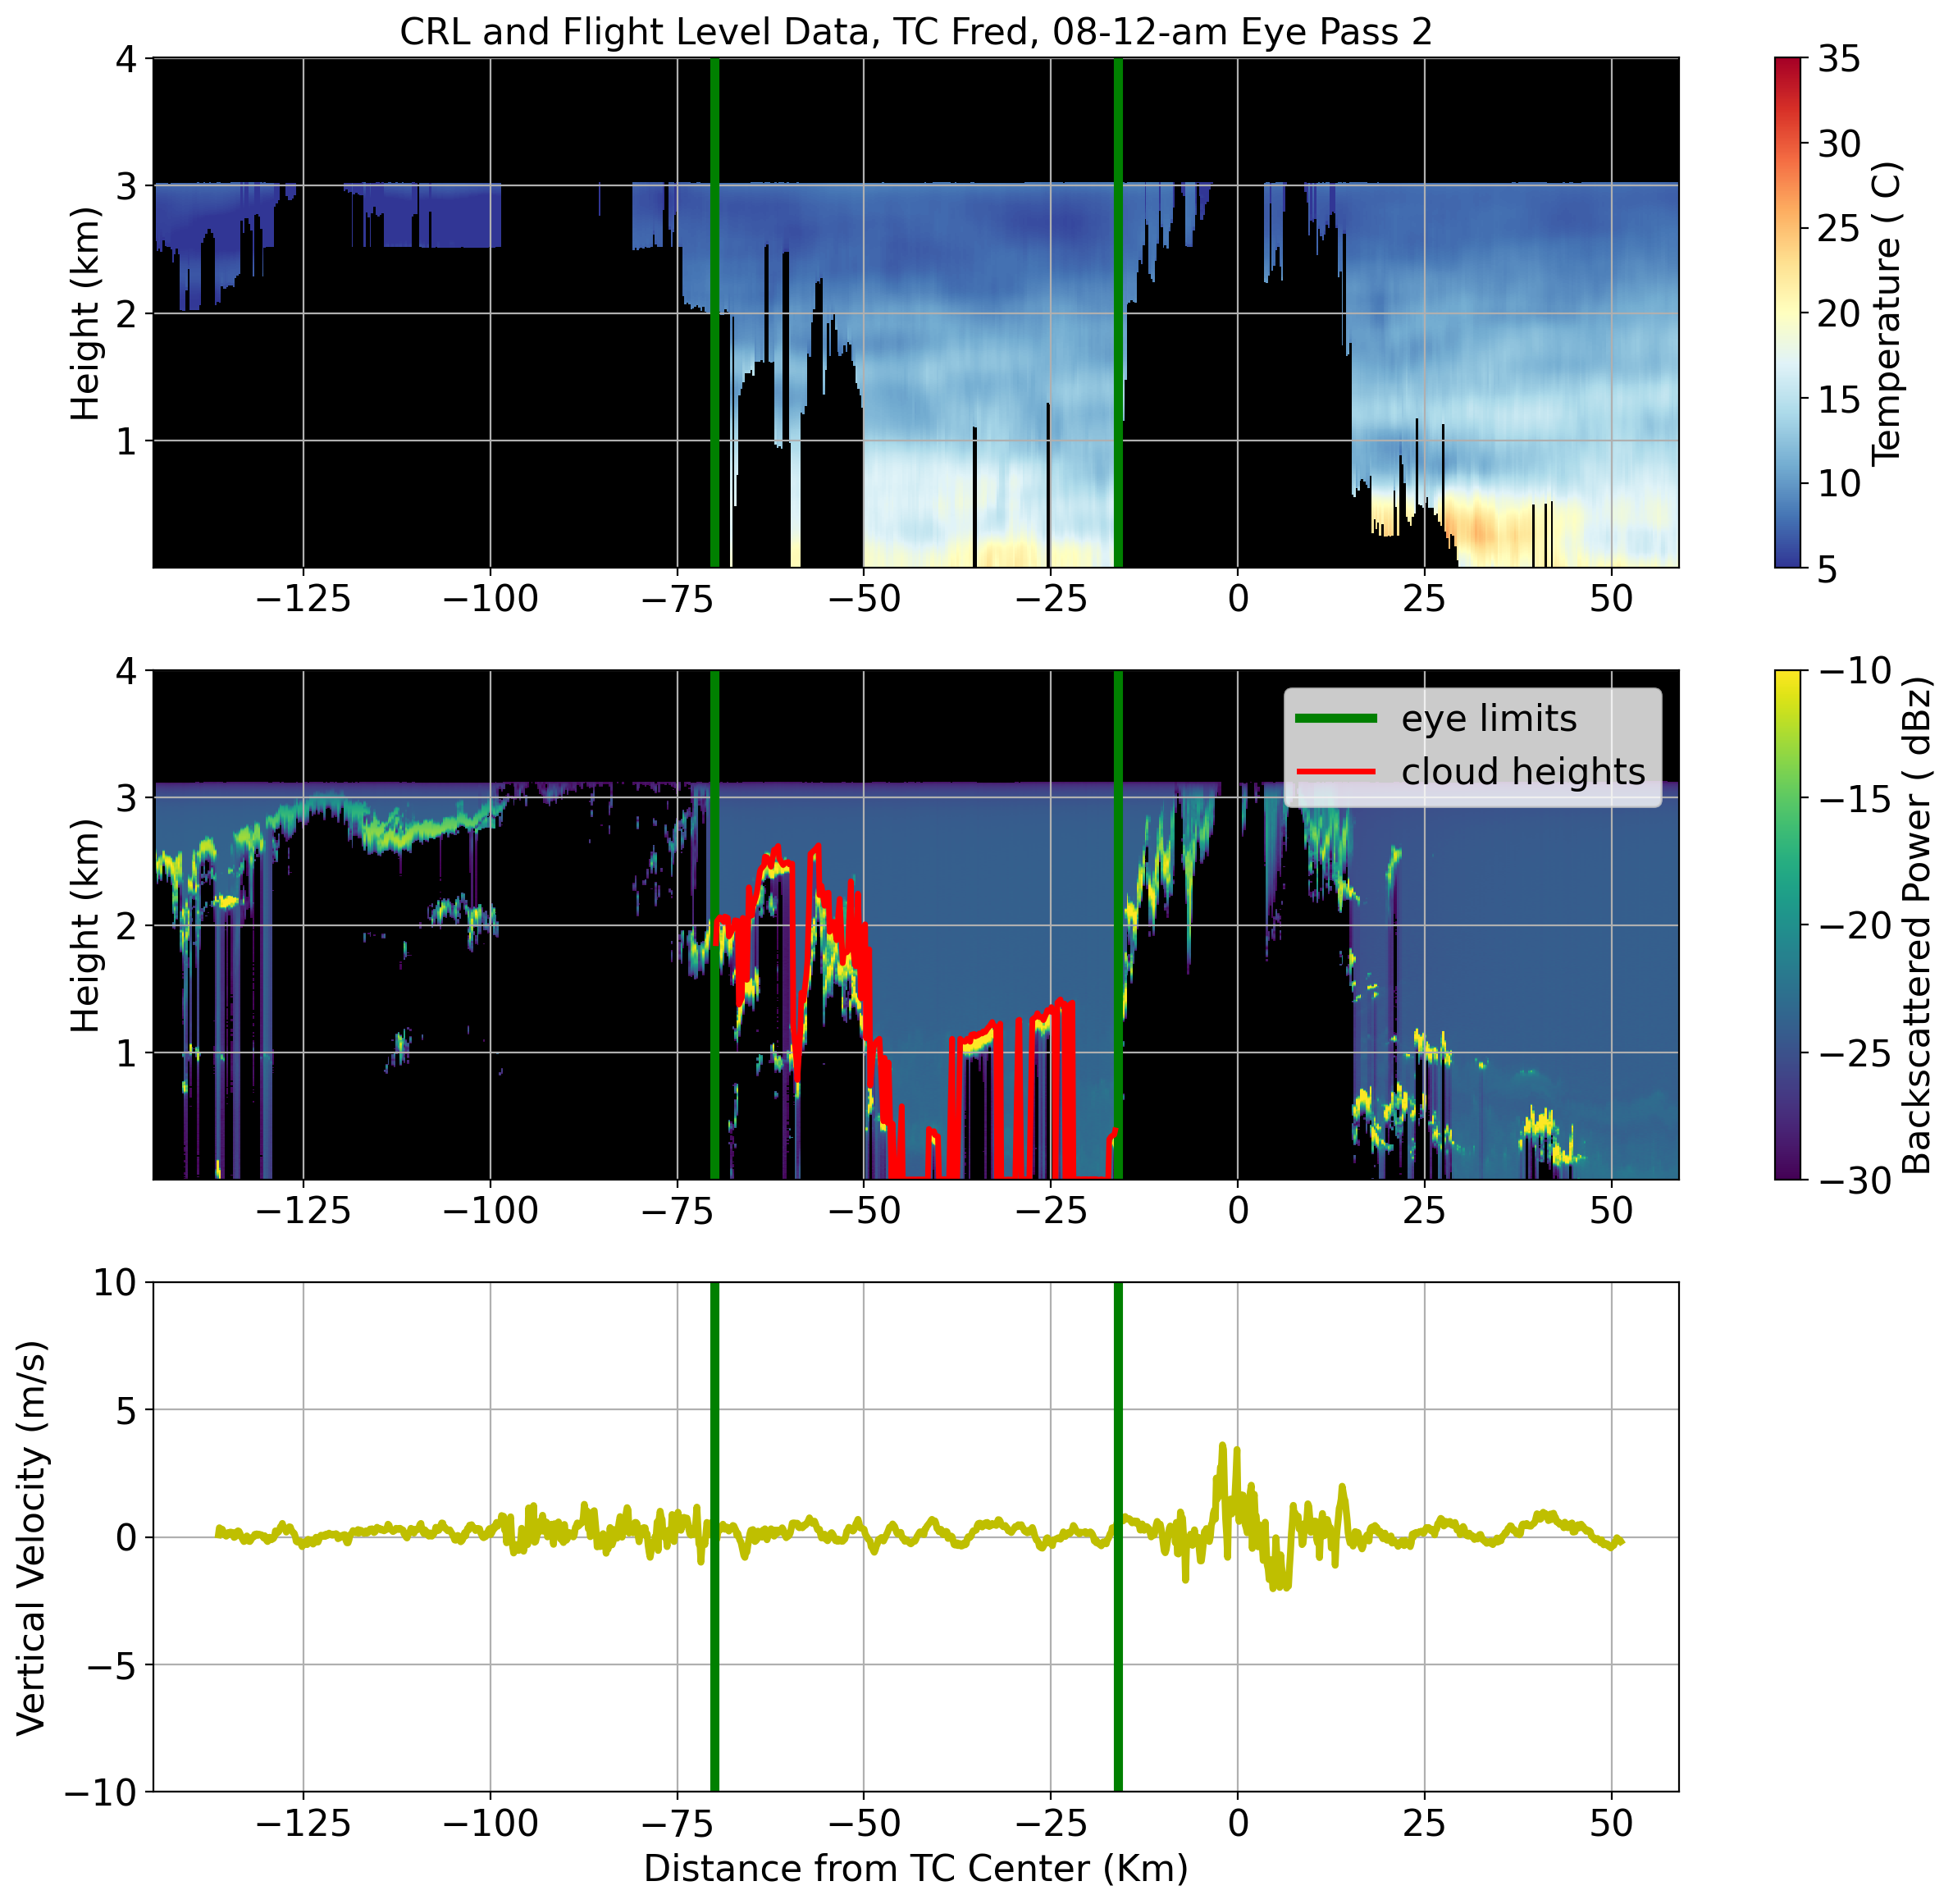 CRL and Flight Level Data, TC Fred, 08-12-am Eye Pass 2
4
3
2
1
Height (km)
−125 −100 −75 −50 −25 0 25 50
35
30
25
20
15
10
5
Temperature ( C)
4
3
2
1
Height (km)
eye limits
cloud heights
−125 −100 −75 −50 −25 0 25 50
−10
−15
−20
−25
−30
Backscattered Power ( dBz)
10
5
0
−5
−10
Vertical Velocity (m/s)
−125 −100 −75 −50 −25 0 25 50
Distance from TC Center (Km)